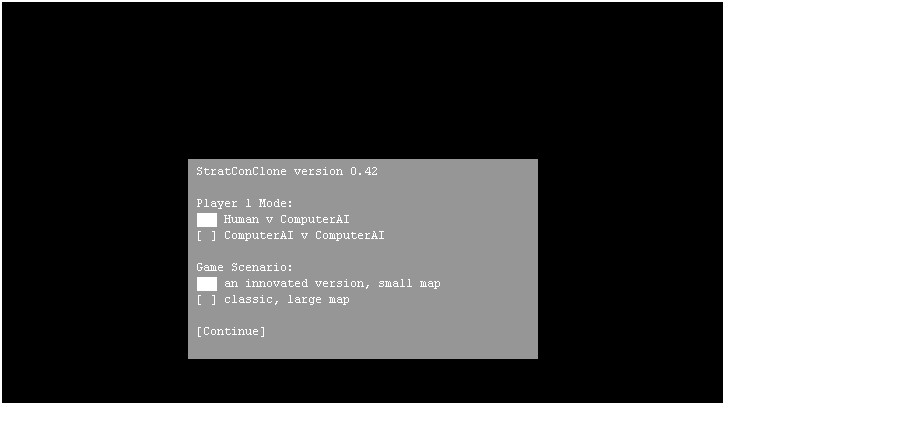 StratConClone version 0.42
Player 1 Mode:
Human v ComputerAI
[ ] ComputerAI v ComputerAI
Game Scenario:
an innovated version, small map
[ ] classic, large map
[Continue]